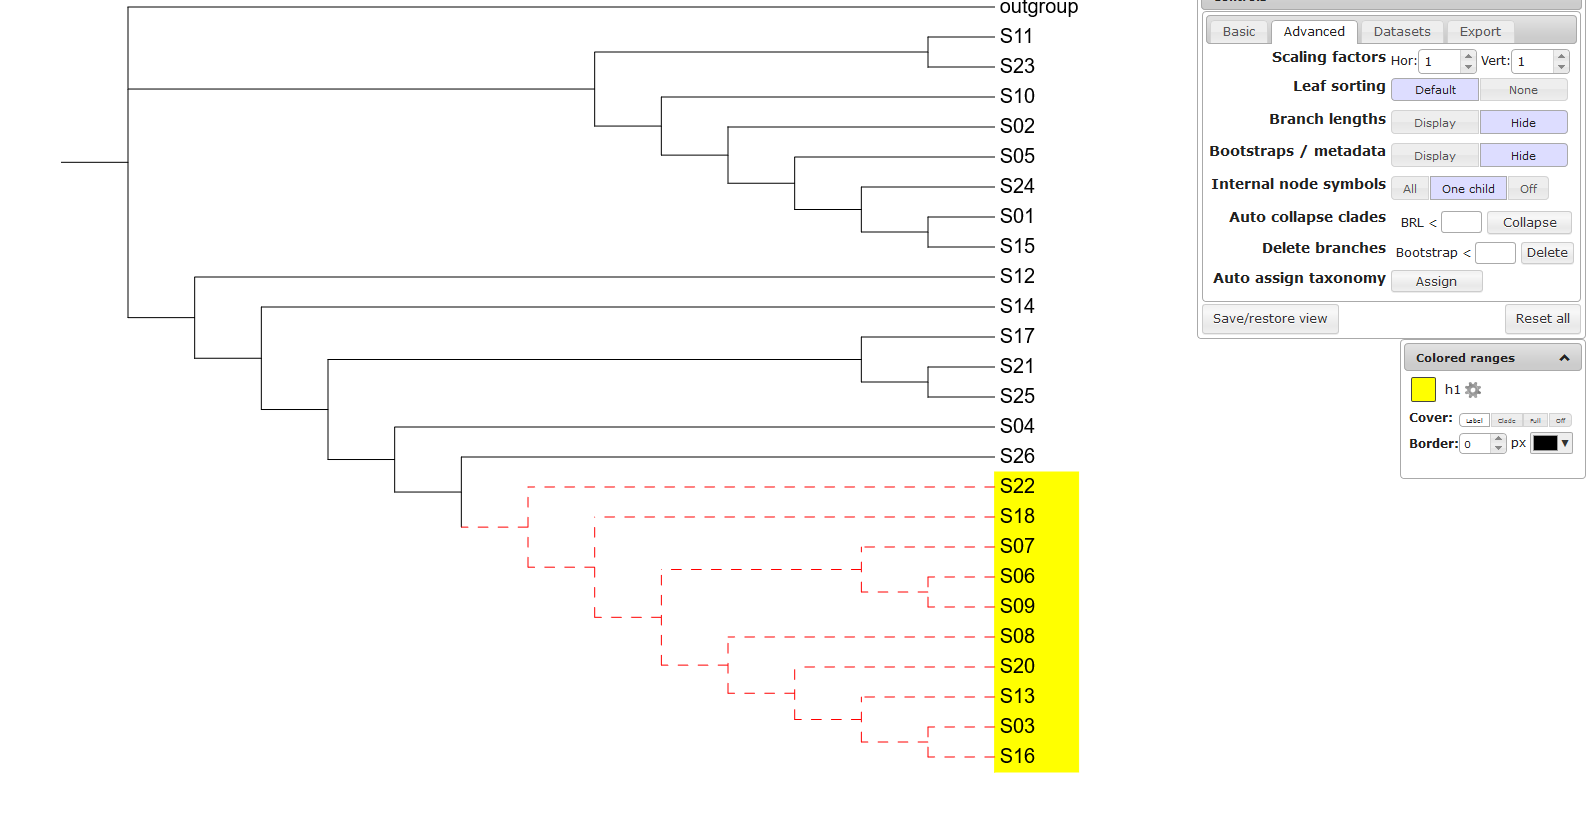 outgroup
S11
S23
S10
S02
S05
S24
S01
S15
S12
S14
S17
S21
S25
S04
S26
S22
S18
S07
S06
S09
S08
S20
S13
S03
S16
Basic Advanced Datasets Export
Scaling factors Hor: 1 Vert: 1
Leaf sorting Default None
Branch lengths Display Hide
Bootstraps / metadata Display Hide
Internal node symbols All One child Off
Auto collapse clades BRL < Collapse
Delete branches Bootstrap < Delete
Auto assign taxonomy Assign
Save/restore view Reset all
Colored ranges
h1
Cover: Label Clade Full Off
Border: 0 px